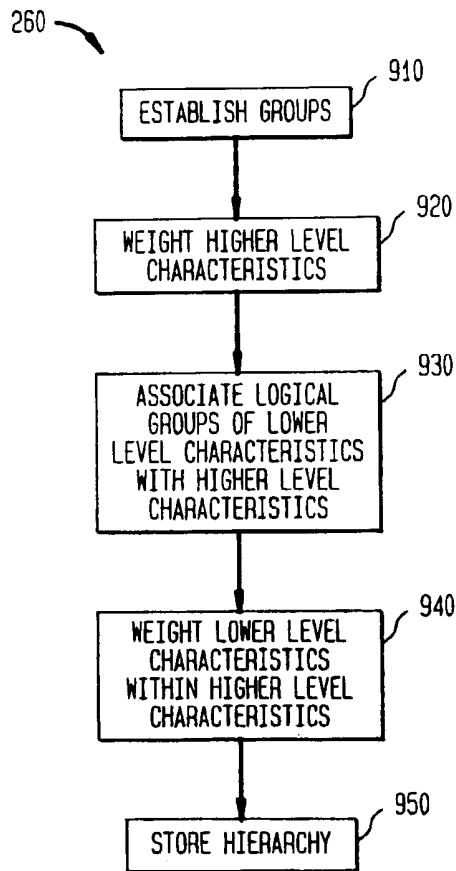 260
910
ESTABLISH GROUPS
920
WEIGHT HIGHER LEVEL
CHARACTERISTICS
930
ASSOCIATE LOGICAL
GROUPS OF LOWER
LEVEL CHARACTERISTICS
WITH HIGHER LEVEL
CHARACTERISTICS
940
WEIGHT LOWER LEVEL
CHARACTERISTICS
WITHIN HIGHER LEVEL
CHARACTERISTICS
950
STORE HIERARCHY